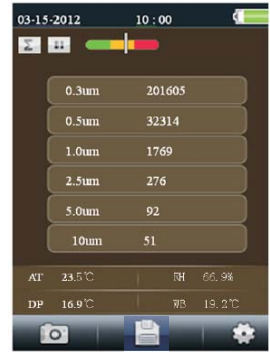 03-15-2012 10:00
Σ
0.3um 201605
0.5um 32314
1.0um 1769
2.5um 276
5.0um 92
10um 51
AT 23.5℃ RH 66.9%
DP 16.9℃ WB 19.2℃